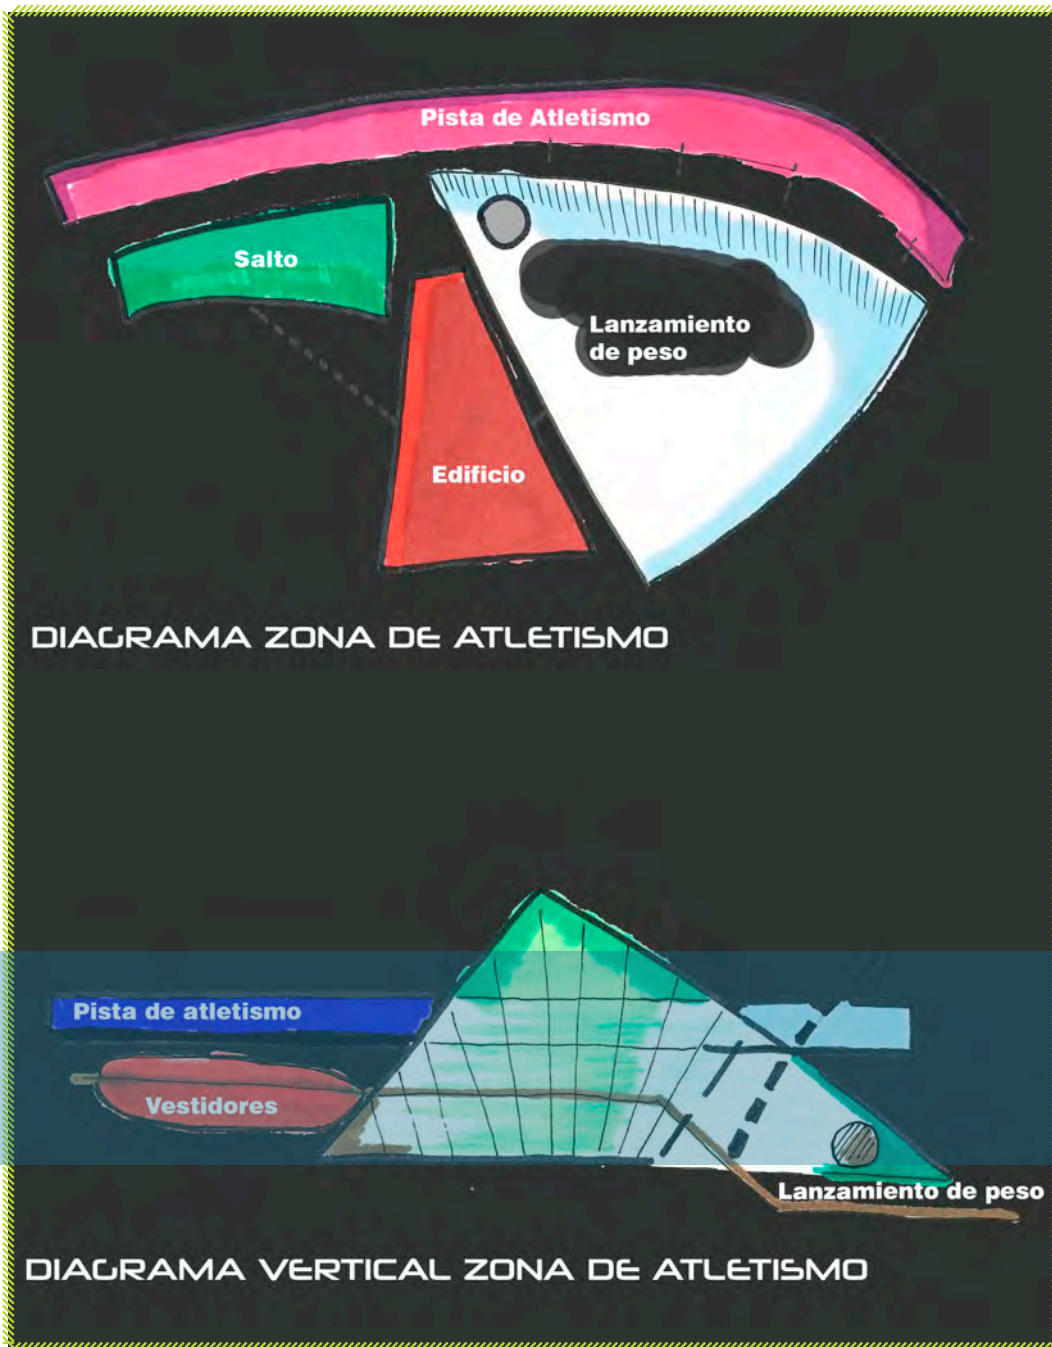 Pista de Atletismo
Salto
Lanzamiento
de peso
Edificio
DIAGRAMA ZONA DE ATLETISMO
Pista de atletismo
Vestidores
Lanzamiento de peso
DIAGRAMA VERTICAL ZONA DE ATLETISMO